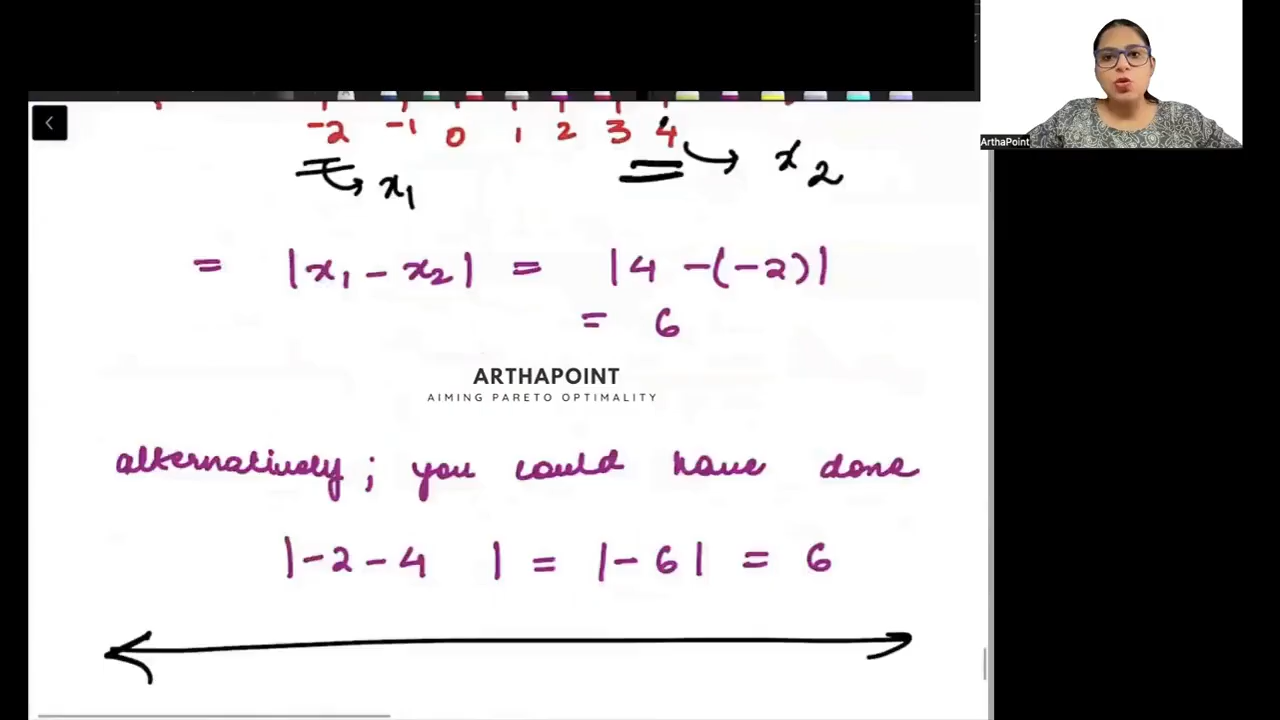 -2 -1 0 1 2 3 4
x₁ x₂
= |x₁ - x₂| = |4 -(-2)|
= 6
ARTHAPOINT
AIMING PARETO OPTIMALITY
alternatively; you could have done
|-2-4 | = |-6| = 6
ArthaPoint